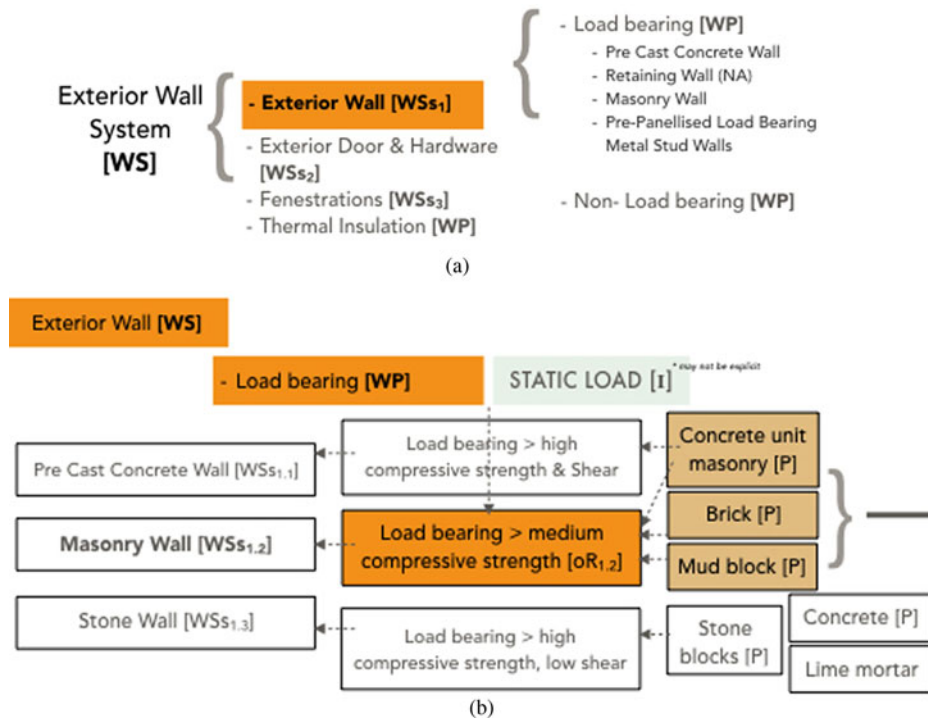 Exterior Wall
System
[WS]
- Exterior Wall [WSs1]
- Exterior Door & Hardware
[WSs2]
- Fenestrations [WSs3]
- Thermal Insulation [WP]
- Load bearing [WP]
- Pre Cast Concrete Wall
- Retaining Wall (NA)
- Masonry Wall
- Pre-Panellised Load Bearing
Metal Stud Walls
- Non- Load bearing [WP]
(a)
Exterior Wall [WS]
- Load bearing [WP]
STATIC LOAD [I]
* may not be explicit
Pre Cast Concrete Wall [WSs1.1]
Load bearing > high
compressive strength & Shear
Concrete unit
masonry [P]
Masonry Wall [WSs1.2]
Load bearing > medium
compressive strength [oR1.2]
Brick [P]
Mud block [P]
Stone Wall [WSs1.3]
Load bearing > high
compressive strength, low shear
Stone
blocks [P]
Concrete [P]
Lime mortar
(b)